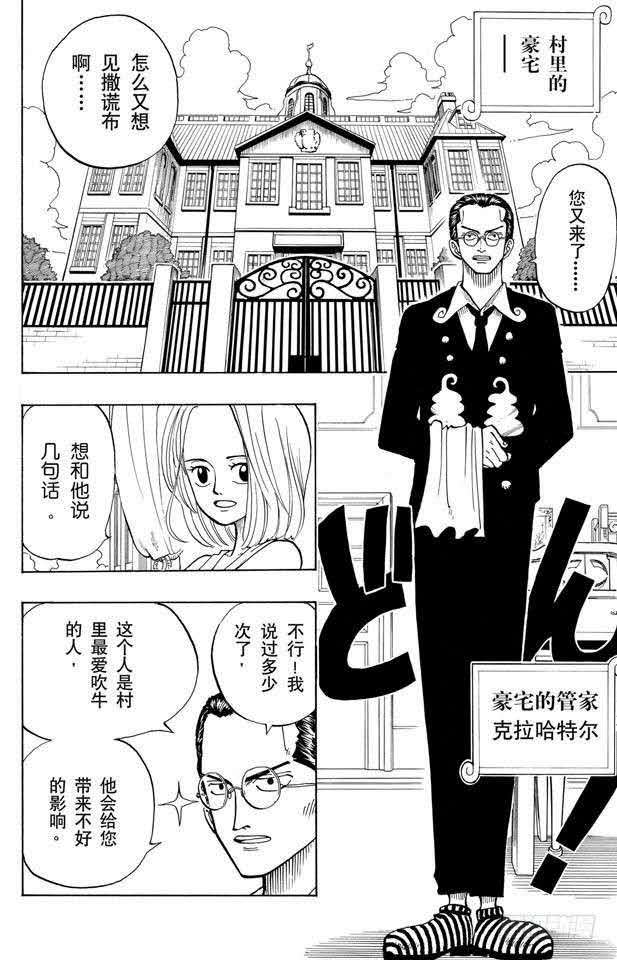 村里的
豪宅
——
您又来了……
怎么又想
见撒谎布
啊……
想和他说
几句话。
どん!
豪宅的管家
克拉哈特尔
不行!我
说过多少
次了,
这个人是村
里最爱吹牛
的人,
他会给您
带来不好
的影响。